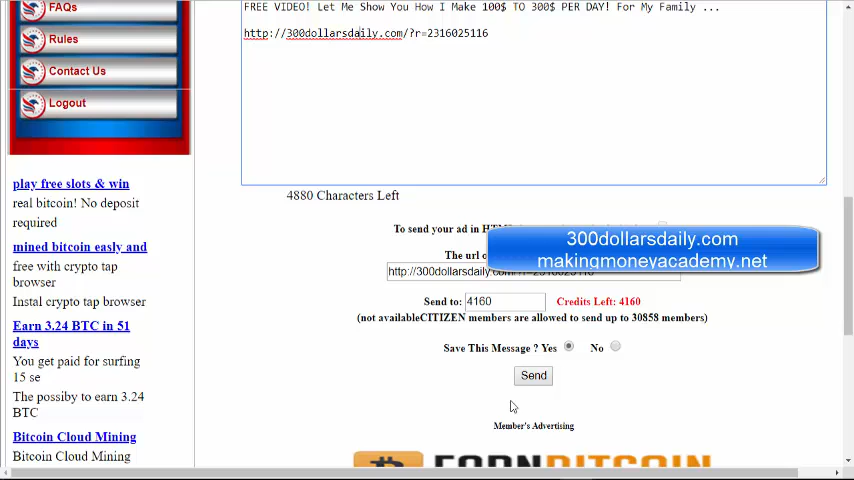 FAQs
Rules
Contact Us
Logout
play free slots & win
real bitcoin! No deposit
required
mined bitcoin easly and
free with crypto tap
browser
Instal crypto tap browser
Earn 3.24 BTC in 51
days
You get paid for surfing
15 se
The possiby to earn 3.24
BTC
Bitcoin Cloud Mining
Bitcoin Cloud Mining
FREE VIDEO! Let Me Show You How I Make 100$ TO 300$ PER DAY! For My Family ...
http://300dollarsdaily.com/?r=2316025116
4880 Characters Left
To send your ad in
The url
300dollarsdaily.com
makingmoneyacademy.net
http://300dollarsdaily.com/?r=2316025116
Send to: 4160 Credits Left: 4160
(not availableCITIZEN members are allowed to send up to 30858 members)
Save This Message ? Yes No
Send
Member's Advertising
EARNBITCOIN